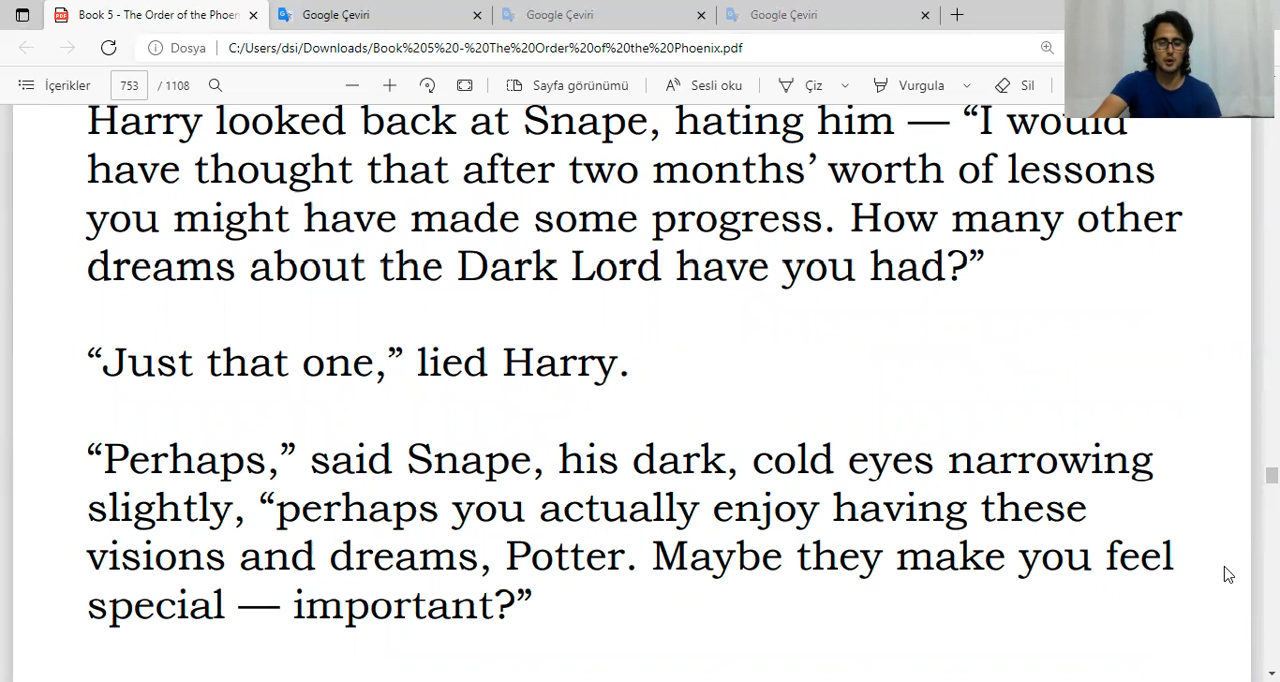 Book 5 - The Order of the Phoen
Google Çeviri
Google Çeviri
Google Çeviri
Dosya
C:/Users/dsi/Downloads/Book%205%20-%20The%20Order%20of%20the%20Phoenix.pdf
İçerikler
753
/ 1108
Sayfa görünümü
Sesli oku
Çiz
Vurgula
Sil
Harry looked back at Snape, hating him — “I would
have thought that after two months’ worth of lessons
you might have made some progress. How many other
dreams about the Dark Lord have you had?”
“Just that one,” lied Harry.
“Perhaps,” said Snape, his dark, cold eyes narrowing
slightly, “perhaps you actually enjoy having these
visions and dreams, Potter. Maybe they make you feel
special — important?”